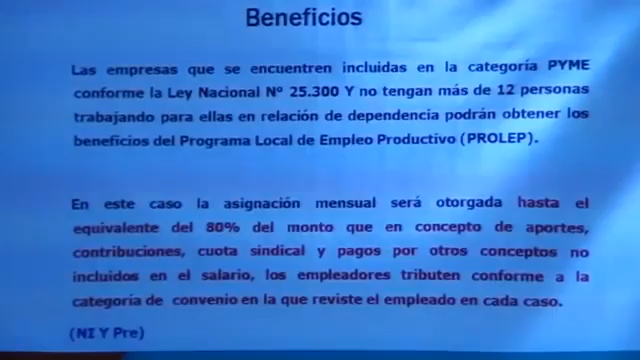 Beneficios
Las empresas que se encuentren incluidas en la categoría PYME
conforme la Ley Nacional Nº 25.300 Y no tengan más de 12 personas
trabajando para ellas en relación de dependencia podrán obtener los
beneficios del Programa Local de Empleo Productivo (PROLEP).
En este caso la asignación mensual será otorgada hasta el
equivalente del 80% del monto que en concepto de aportes,
contribuciones, cuota sindical y pagos por otros conceptos no
incluidos en el salario, los empleadores tributen conforme a la
categoría de convenio en la que reviste el empleado en cada caso.
(NI Y Pre)